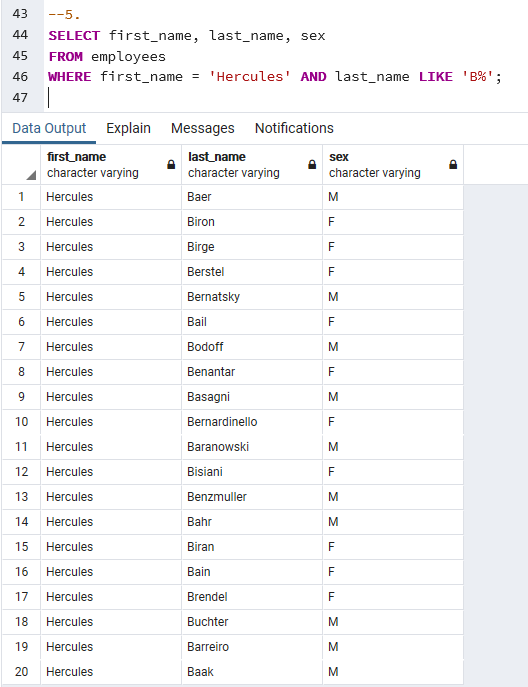 43 --5.
44 SELECT first_name, last_name, sex
45 FROM employees
46 WHERE first_name = 'Hercules' AND last_name LIKE 'B%';
47
Data Output Explain Messages Notifications
first_name last_name sex
character varying character varying character varying
1 Hercules Baer M
2 Hercules Biron F
3 Hercules Birge F
4 Hercules Berstel F
5 Hercules Bernatsky M
6 Hercules Bail F
7 Hercules Bodoff M
8 Hercules Benantar F
9 Hercules Basagni M
10 Hercules Bernardinello F
11 Hercules Baranowski M
12 Hercules Bisiani F
13 Hercules Benzmuller M
14 Hercules Bahr M
15 Hercules Biran F
16 Hercules Bain F
17 Hercules Brendel F
18 Hercules Buchter M
19 Hercules Barreiro M
20 Hercules Baak M